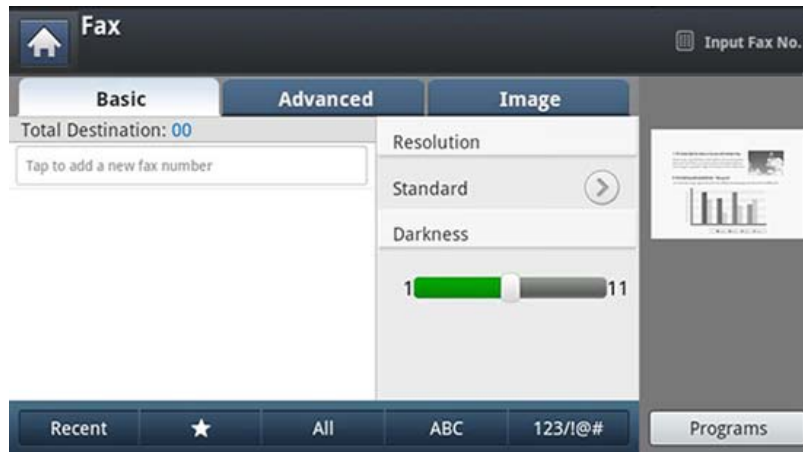 Fax
Input Fax No.
Basic
Advanced
Image
Total Destination: 00
Tap to add a new fax number
Resolution
Standard
Darkness
1
11
Recent
★
All
ABC
123/!@#
Programs